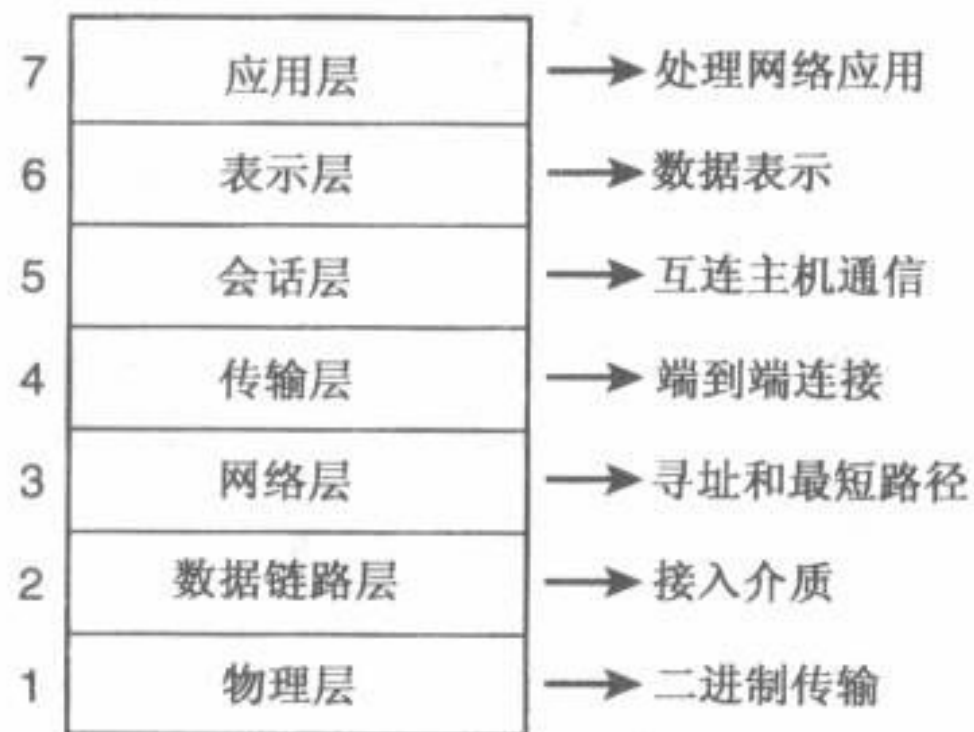 7 应用层 处理网络应用
6 表示层 数据表示
5 会话层 互连主机通信
4 传输层 端到端连接
3 网络层 寻址和最短路径
2 数据链路层 接入介质
1 物理层 二进制传输